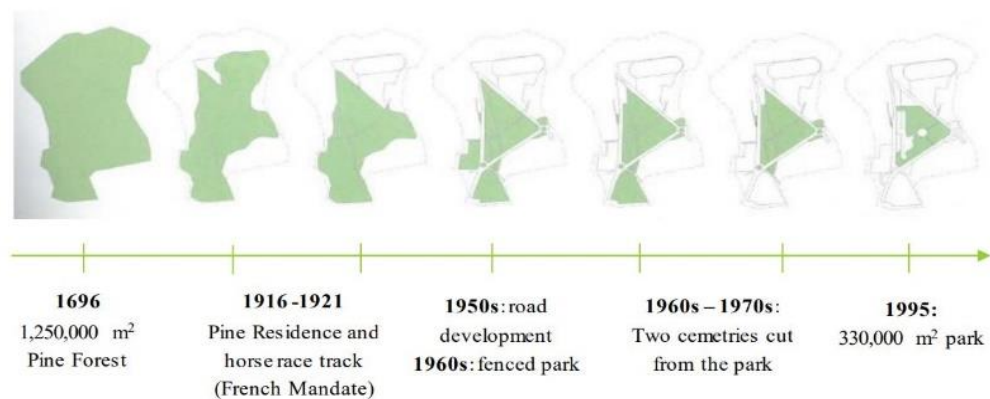 1696
1,250,000 m²
Pine Forest
1916-1921
Pine Residence and
horse race track
(French Mandate)
1950s: road
development
1960s: fenced park
1960s – 1970s:
Two cemetries cut
from the park
1995:
330,000 m² park